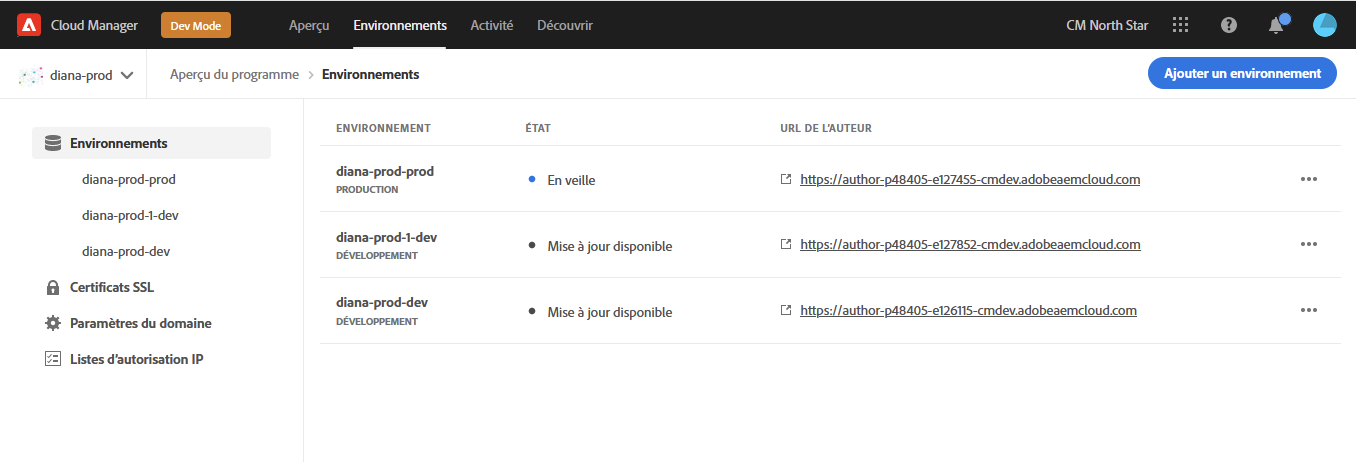 Cloud Manager Dev Mode Aperçu Environnements Activité Découvrir CM North Star
diana-prod Aperçu du programme > Environnements Ajouter un environnement
Environnements
diana-prod-prod
diana-prod-1-dev
diana-prod-dev
Certificats SSL
Paramètres du domaine
Listes d'autorisation IP
ENVIRONNEMENT ÉTAT URL DE L'AUTEUR
diana-prod-prod
PRODUCTION
En veille https://author-p48405-e127455-cmdev.adobeaemcloud.com
diana-prod-1-dev
DÉVELOPPEMENT
Mise à jour disponible https://author-p48405-e127852-cmdev.adobeaemcloud.com
diana-prod-dev
DÉVELOPPEMENT
Mise à jour disponible https://author-p48405-e126115-cmdev.adobeaemcloud.com